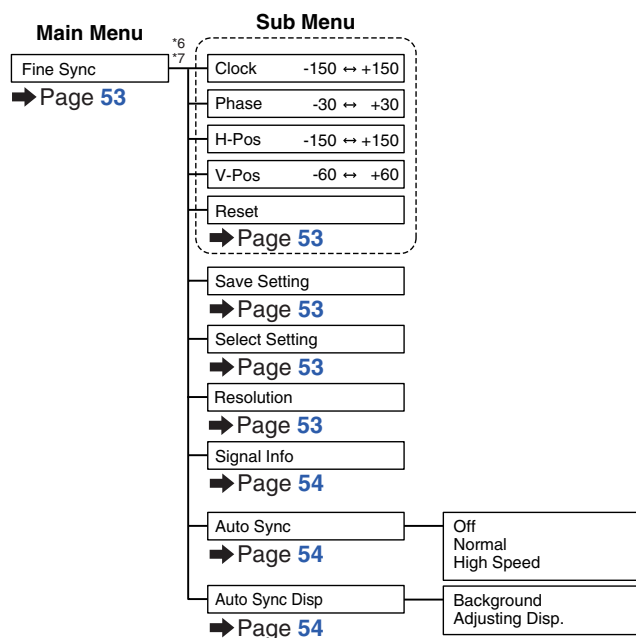 Main Menu
Sub Menu
*6
*7
Fine Sync
➡ Page 53
Clock -150 ↔ +150
Phase -30 ↔ +30
H-Pos -150 ↔ +150
V-Pos -60 ↔ +60
Reset
➡ Page 53
Save Setting
➡ Page 53
Select Setting
➡ Page 53
Resolution
➡ Page 53
Signal Info
➡ Page 54
Auto Sync
➡ Page 54
Off
Normal
High Speed
Auto Sync Disp
➡ Page 54
Background
Adjusting Disp.